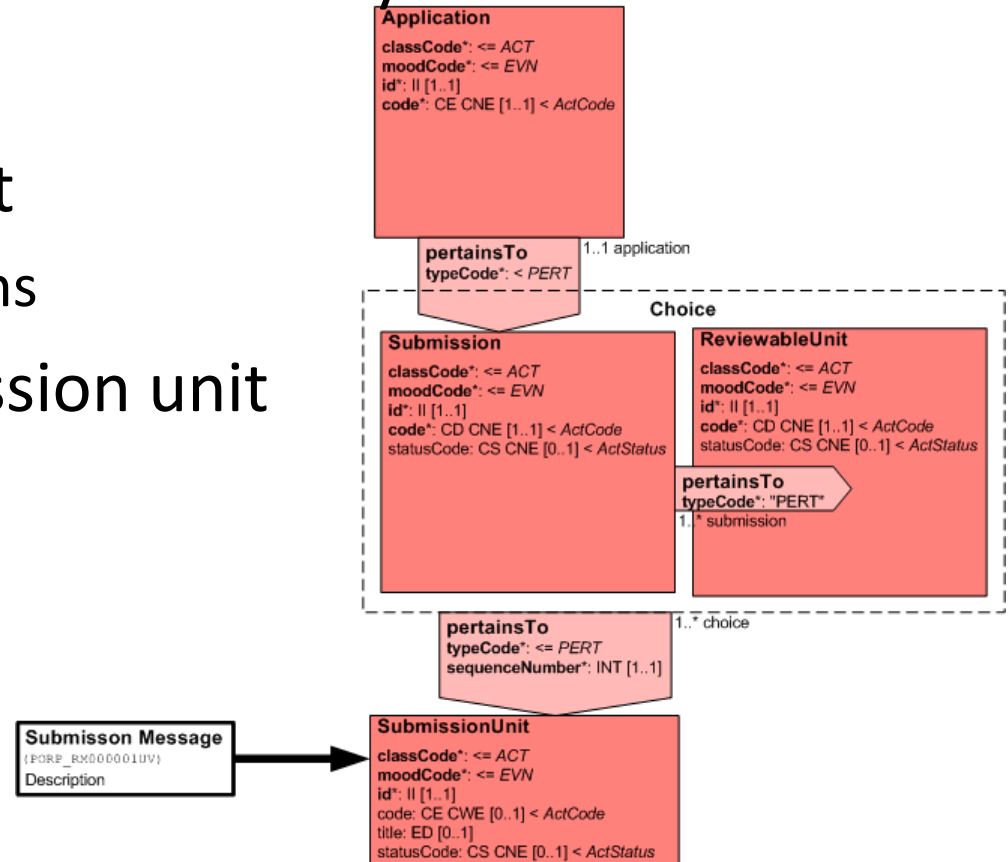 t
ns
ssion unit
Application
classCode*: <= ACT
moodCode*: <= EVN
id*: II [1..1]
code*: CE CNE [1..1] < ActCode
pertainsTo
typeCode*: < PERT
1..1 application
Choice
Submission
classCode*: <= ACT
moodCode*: <= EVN
id*: II [1..1]
code*: CD CNE [1..1] < ActCode
statusCode: CS CNE [0..1] < ActStatus
ReviewableUnit
classCode*: <= ACT
moodCode*: <= EVN
id*: II [1..1]
code*: CD CNE [1..1] < ActCode
statusCode: CS CNE [0..1] < ActStatus
pertainsTo
typeCode*: "PERT"
1..* submission
pertainsTo
typeCode*: <= PERT
sequenceNumber*: INT [1..1]
1..* choice
Submisson Message
(PORP_RM000001UV)
Description
SubmissionUnit
classCode*: <= ACT
moodCode*: <= EVN
id*: II [1..1]
code: CE CWE [0..1] < ActCode
title: ED [0..1]
statusCode: CS CNE [0..1] < ActStatus